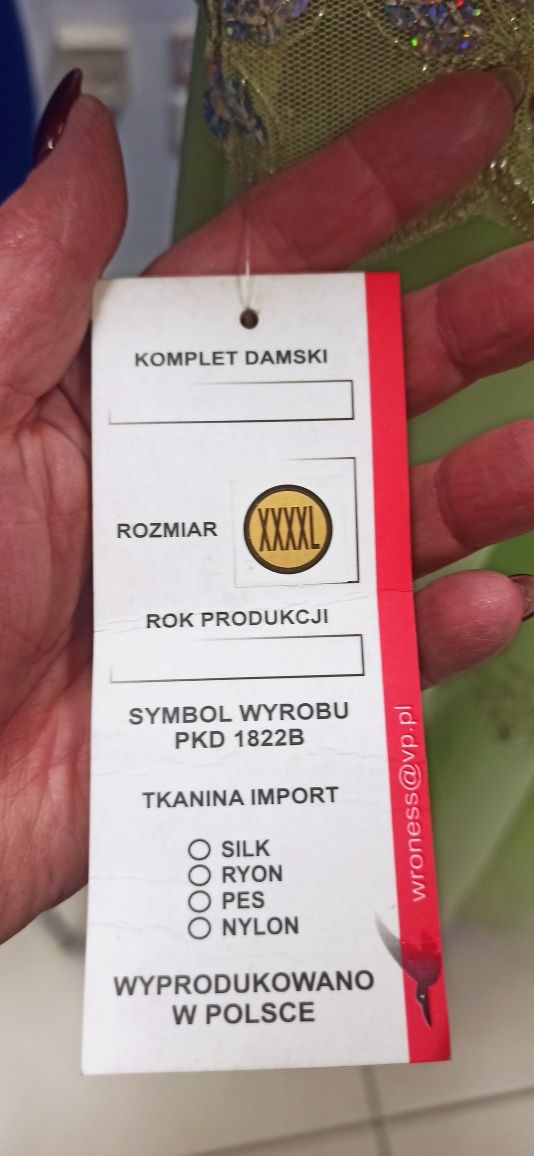 KOMPLET DAMSKI
ROZMIAR
XXXXL
ROK PRODUKCJI
SYMBOL WYROBU
PKD 1822B
TKANINA IMPORT
SILK
RYON
PES
NYLON
WYPRODUKOWANO
W POLSCE
wroness@vp.pl